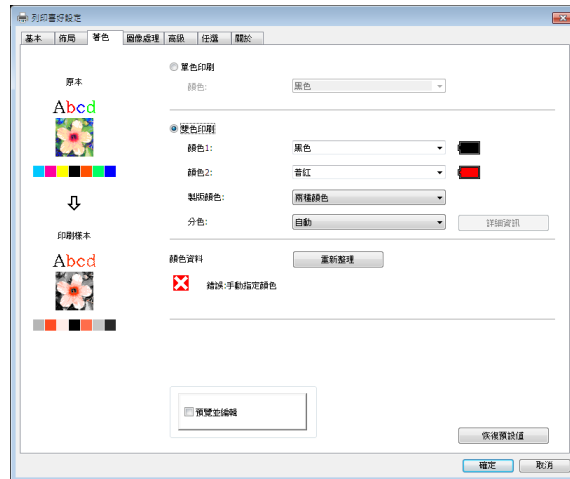 列印喜好設定
基本 佈局 著色 圖像處理 高級 任選 關於
原本
Abcd
印刷樣本
Abcd
單色印刷
顏色: 黑色
雙色印刷
顏色1: 黑色
顏色2: 首紅
製版顏色: 兩種顏色
分色: 自動 詳細資訊
顏色資料 重新整理
錯誤:手動指定顏色
預覽並編輯
恢復預設值
確定 取消